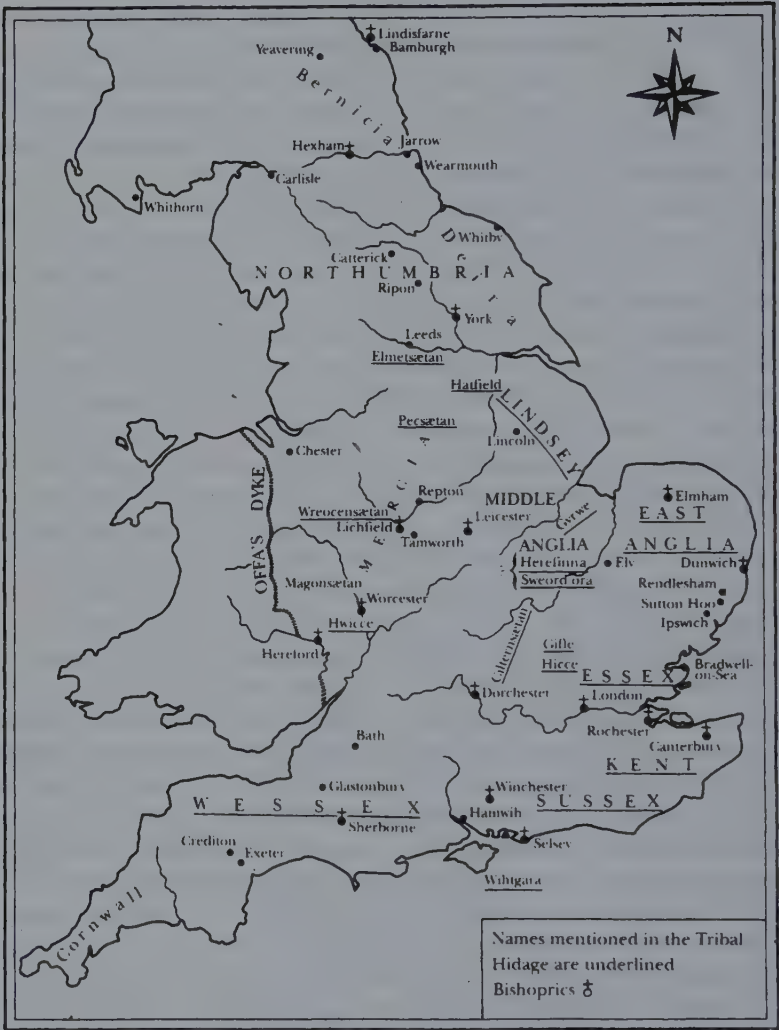 N
Lindisfarne
Bamburgh
Yeavering
Bernicia
Hexham
Jarrow
Wearmouth
Carlisle
Whithorn
Whitby
Deira
Catterick
NORTHUMBRIA
Ripon
York
Leeds
Elmetsætan
Hatfield
LINDSEY
Pecsætan
Lincoln
Chester
MERCIA
OFFA'S DYKE
Repton
MIDDLE
Elmham
Wreocensætan
Leicester
Gyrwe
EAST
Lichfield
Tamworth
ANGLIA
ANGLIA
Herefinna
Ely
Dunwich
Sweord ora
Magonsætan
Rendlesham
Worcester
Sutton Hoo
Hwicce
Ipswich
Hereford
Cilternsætan
Gifle
Hicce
ESSEX
Bradwell-
on-Sea
Dorchester
London
Rochester
Canterbury
Bath
KENT
Glastonbury
Winchester
WESSEX
SUSSEX
Sherborne
Hamwih
Selsey
Crediton
Exeter
Wihtgara
Cornwall
Names mentioned in the Tribal
Hidage are underlined
Bishoprics